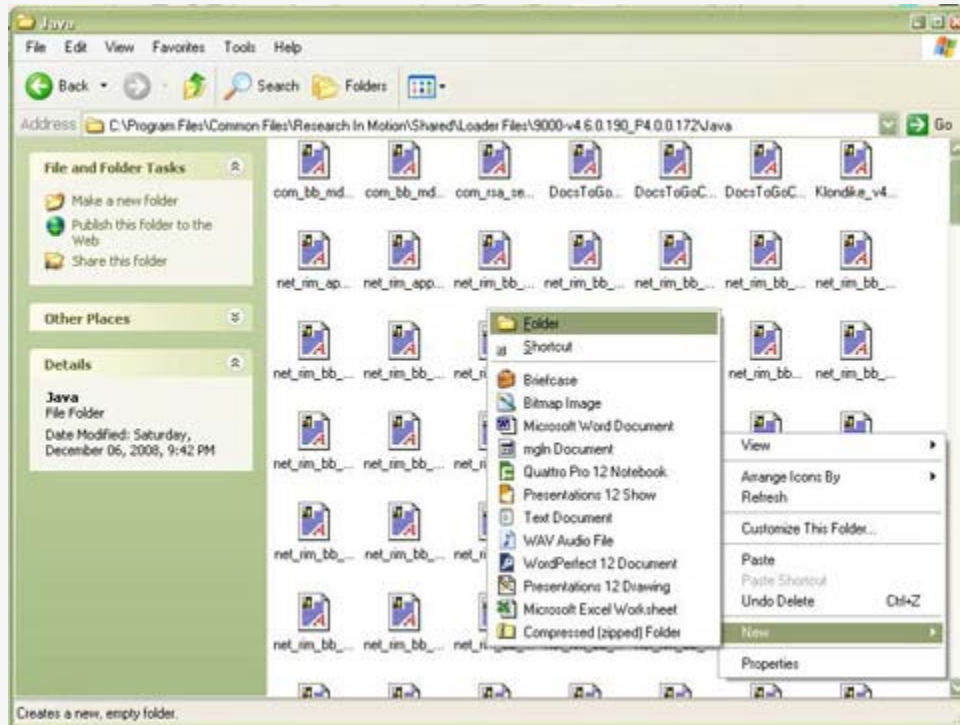 Java
File Edit View Favorites Tools Help
Back Search Folders
Address C:\Program Files\Common Files\Research In Motion\Shared\Loader Files\9000-v4.6.0.190_P4.0.0.172\Java Go
File and Folder Tasks
Make a new folder
Publish this folder to the
Web
Share this folder
Other Places
Details
Java
File Folder
Date Modified: Saturday,
December 06, 2008, 9:42 PM
com_bb_md... com_bb_md... com_rsa_se... DocsToGo... DocsToGoC... DocsToGoC... Klondike_v4...
net_rim_ap... net_rim_app... net_rim_bb_... net_rim_bb_... net_rim_bb_... net_rim_bb_... net_rim_bb_...
net_rim_bb_... net_rim_bb_... net_ri net_rim_bb... net_rim_bb_...
net_rim_bb_... net_rim_bb_... net_ri
net_rim_bb_... net_rim_bb_... net_ri
net_rim_bb_... net_rim_bb_...
Folder
Shortcut
Briefcase
Bitmap Image
Microsoft Word Document
mgln Document
Quattro Pro 12 Notebook
Presentations 12 Show
Text Document
WAV Audio File
WordPerfect 12 Document
Presentations 12 Drawing
Microsoft Excel Worksheet
Compressed (zipped) Folder
View
Arrange Icons By
Refresh
Customize This Folder...
Paste
Paste Shortcut
Undo Delete Ctrl+Z
New
Properties
Creates a new, empty folder.